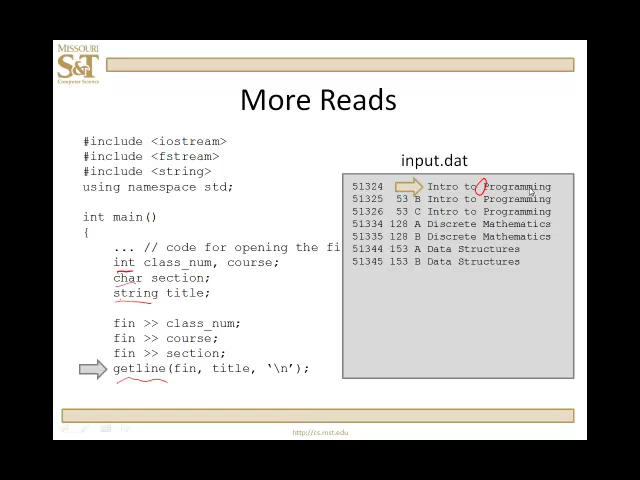 MISSOURI
S&T
Computer Science
More Reads
#include <iostream>
#include <fstream>
#include <string>
using namespace std;
int main()
{
... // code for opening the fi
int class_num, course;
char section;
string title;
fin >> class_num;
fin >> course;
fin >> section;
getline(fin, title, ‘\n’);
input.dat
51324 Intro to Programming
51325 53 B Intro to Programming
51326 53 C Intro to Programming
51334 128 A Discrete Mathematics
51335 128 B Discrete Mathematics
51344 153 A Data Structures
51345 153 B Data Structures
http://cs.mst.edu